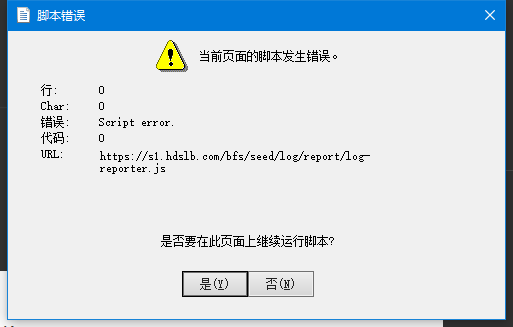 脚本错误
当前页面的脚本发生错误。
行: 0
Char: 0
错误: Script error.
代码: 0
URL: https://s1.hdslb.com/bfs/seed/log/report/log-
reporter.js
是否要在此页面上继续运行脚本?
是(Y) 否(N)